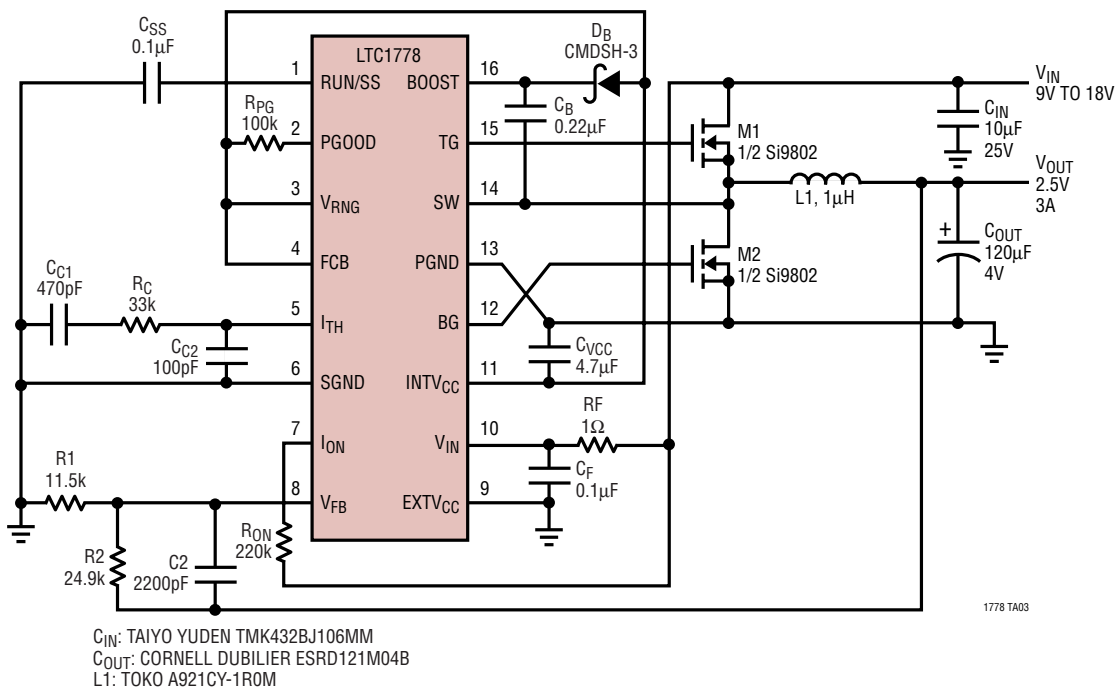 CSS
0.1µF
LTC1778
DB
CMDSH-3
1
RUN/SS
BOOST
16
VIN
9V TO 18V
RPG
100k
CB
0.22µF
CIN
10µF
25V
2
PGOOD
TG
15
M1
1/2 Si9802
VOUT
2.5V
3A
3
VRNG
SW
14
L1, 1µH
4
FCB
PGND
13
M2
1/2 Si9802
+
COUT
120µF
4V
CC1
470pF
RC
33k
5
ITH
BG
12
CC2
100pF
CVCC
4.7µF
6
SGND
INTVCC
11
RF
1Ω
7
ION
VIN
10
R1
11.5k
CF
0.1µF
8
VFB
EXTVCC
9
RON
220k
R2
24.9k
C2
2200pF
1778 TA03
CIN: TAIYO YUDEN TMK432BJ106MM
COUT: CORNELL DUBILIER ESRD121M04B
L1: TOKO A921CY-1R0M